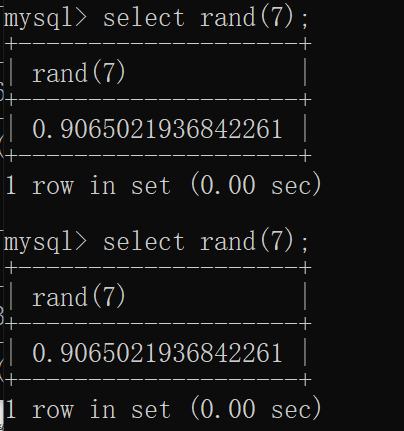 mysql> select rand(7);
+--------------------+
| rand(7)            |
+--------------------+
| 0.9065021936842261 |
+--------------------+
1 row in set (0.00 sec)
mysql> select rand(7);
+--------------------+
| rand(7)            |
+--------------------+
| 0.9065021936842261 |
+--------------------+
1 row in set (0.00 sec)